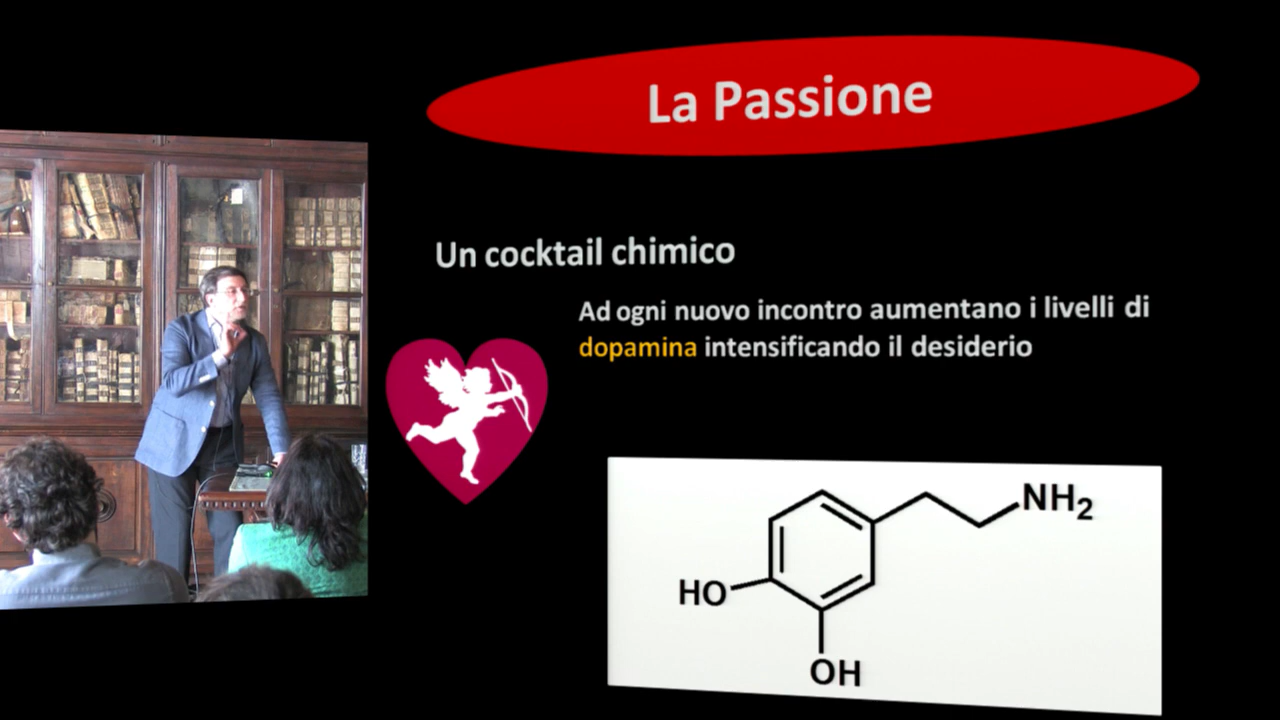 La Passione
Un cocktail chimico
Ad ogni nuovo incontro aumentano i livelli di
dopamina intensificando il desiderio
NH2
HO
OH